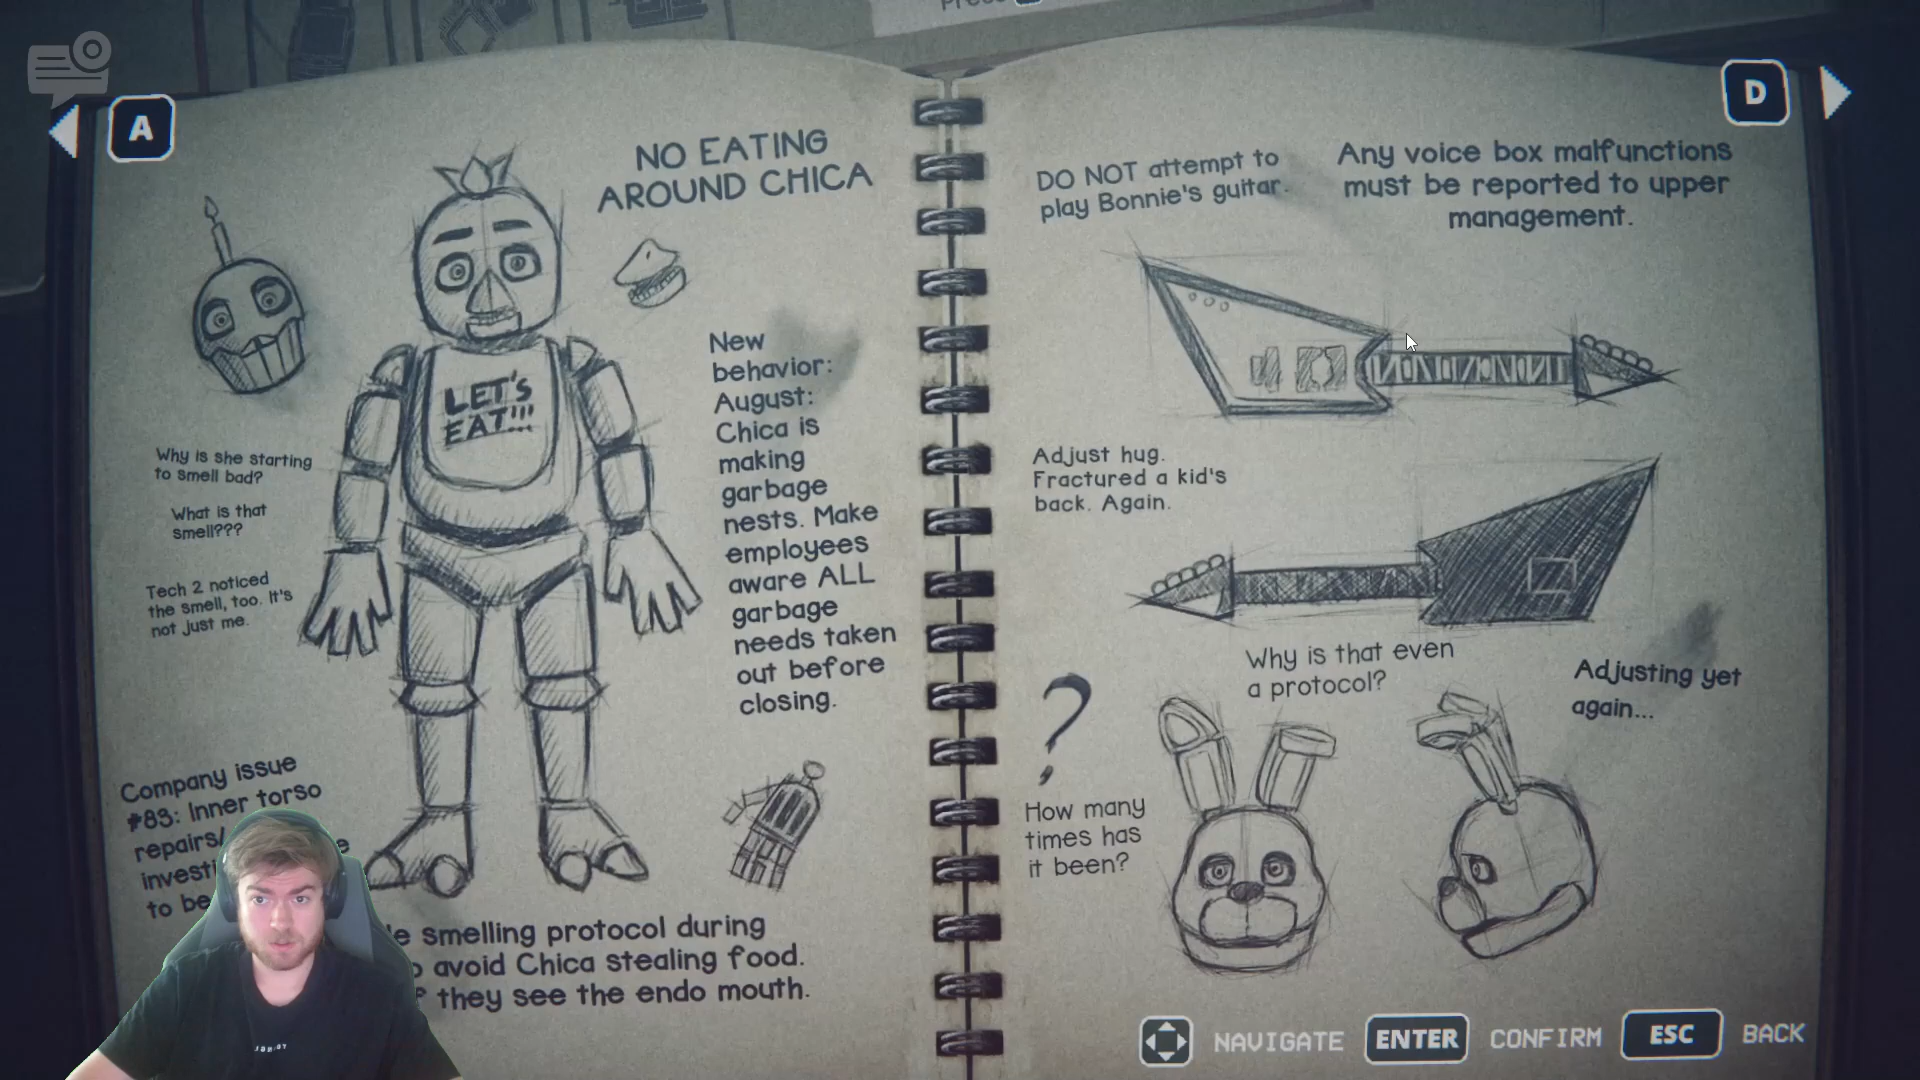 Press
A
D
NO EATING
AROUND CHICA
LET'S
EAT!!!
New
behavior:
August:
Chica is
making
garbage
nests. Make
employees
aware ALL
garbage
needs taken
out before
closing.
Why is she starting
to smell bad?
What is that
smell???
Tech 2 noticed
the smell, too. It's
not just me.
Company issue
#83: Inner torso
repairs/
to be
smelling protocol during
avoid Chica stealing food.
they see the endo mouth.
DO NOT attempt to
play Bonnie's guitar.
Any voice box malfunctions
must be reported to upper
management.
Adjust hug.
Fractured a kid's
back. Again.
Why is that even
a protocol?
Adjusting yet
again...
?
How many
times has
it been?
NAVIGATE
ENTER
CONFIRM
ESC
BACK